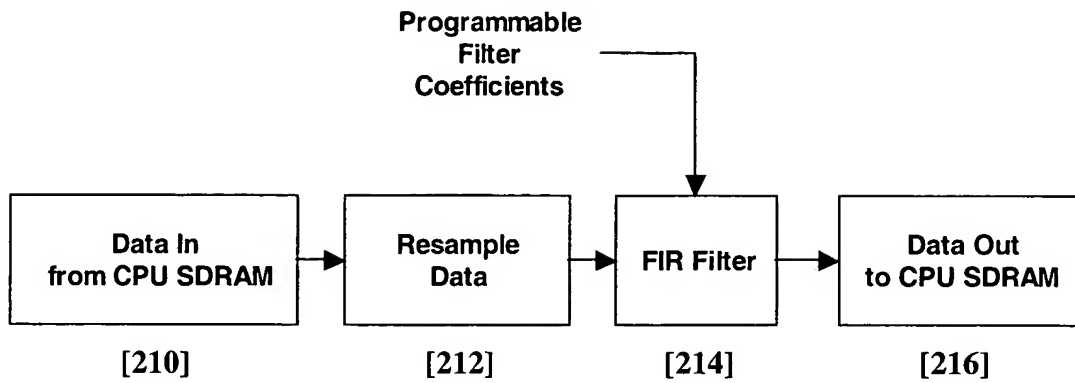 Programmable
Filter
Coefficients
Data In
from CPU SDRAM
Resample
Data
FIR Filter
Data Out
to CPU SDRAM
[210]
[212]
[214]
[216]